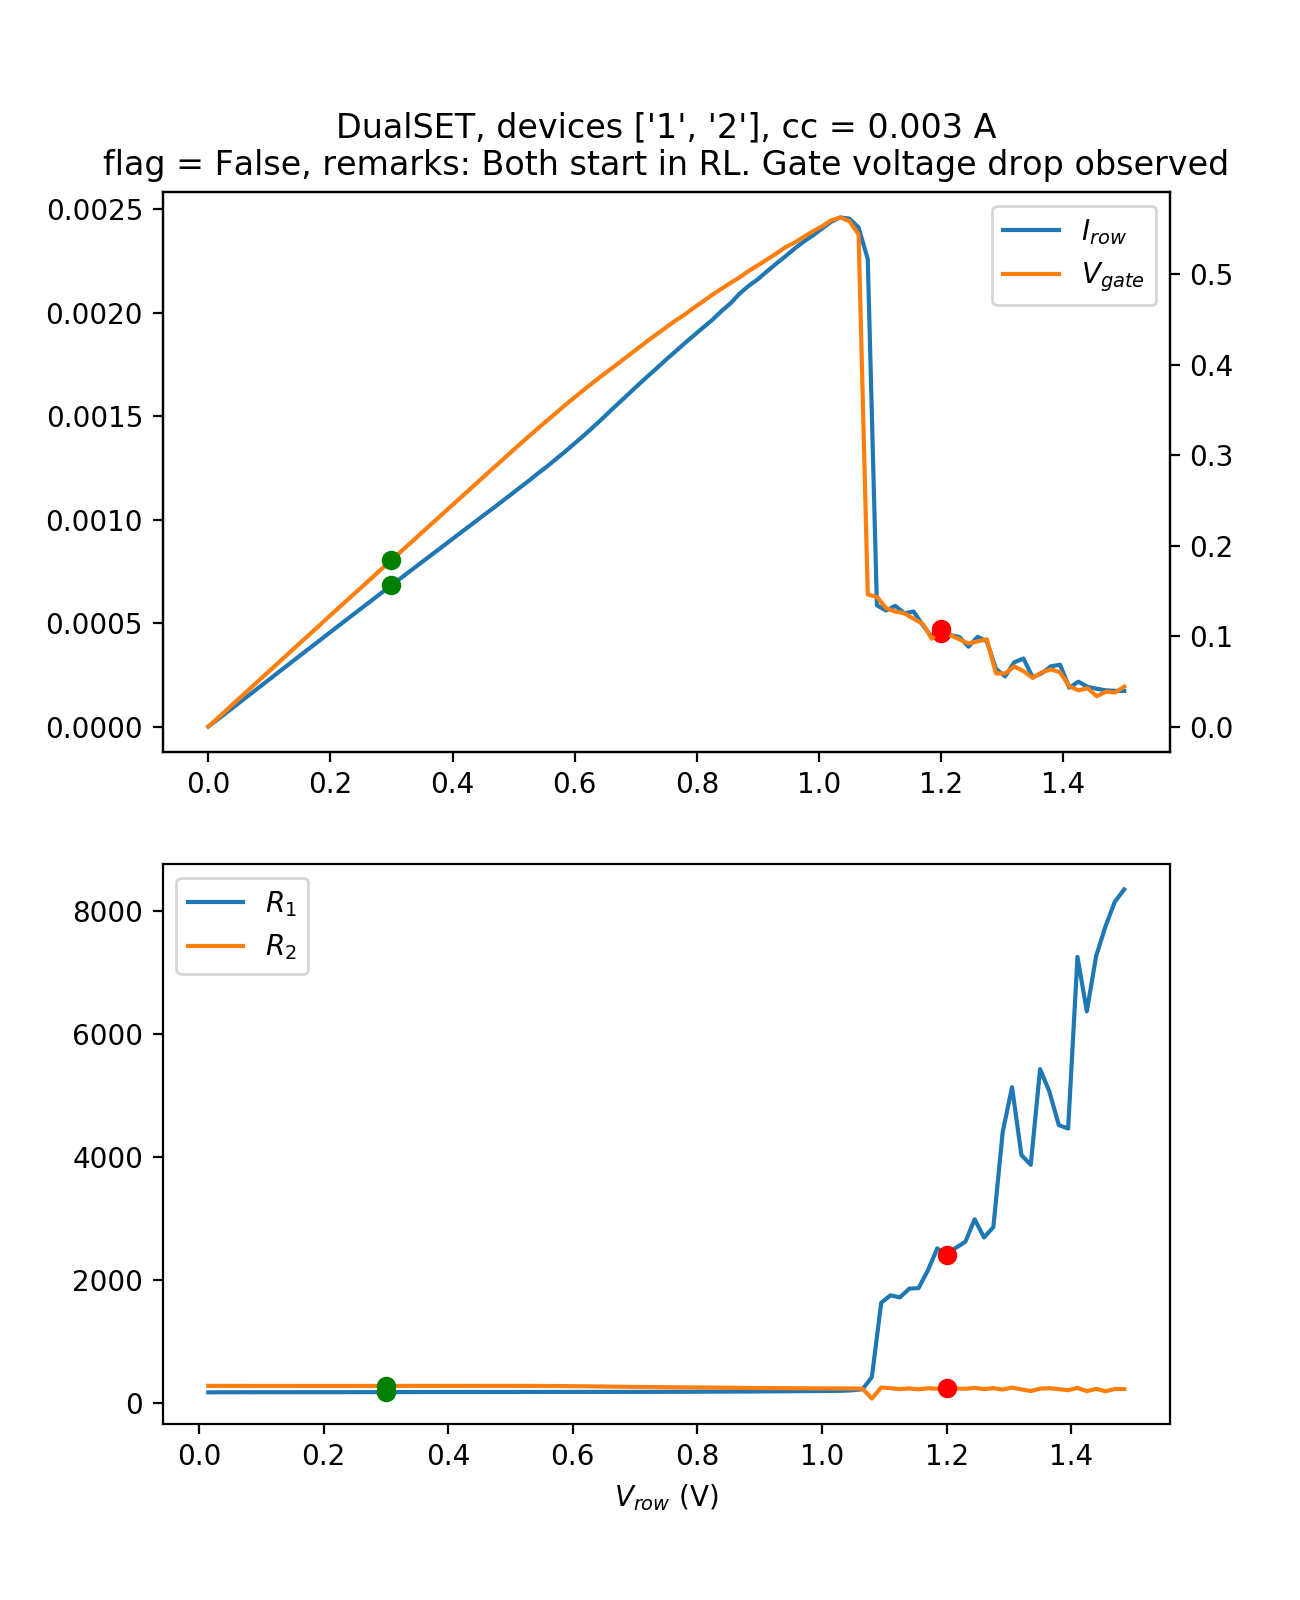 DualSET, devices ['1', '2'], cc = 0.003 A
flag = False, remarks: Both start in RL. Gate voltage drop observed
0.0025
0.0020
0.0015
0.0010
0.0005
0.0000
I_row
V_gate
0.5
0.4
0.3
0.2
0.1
0.0
0.0 0.2 0.4 0.6 0.8 1.0 1.2 1.4
R_1
R_2
8000
6000
4000
2000
0
0.0 0.2 0.4 0.6 0.8 1.0 1.2 1.4
V_row (V)